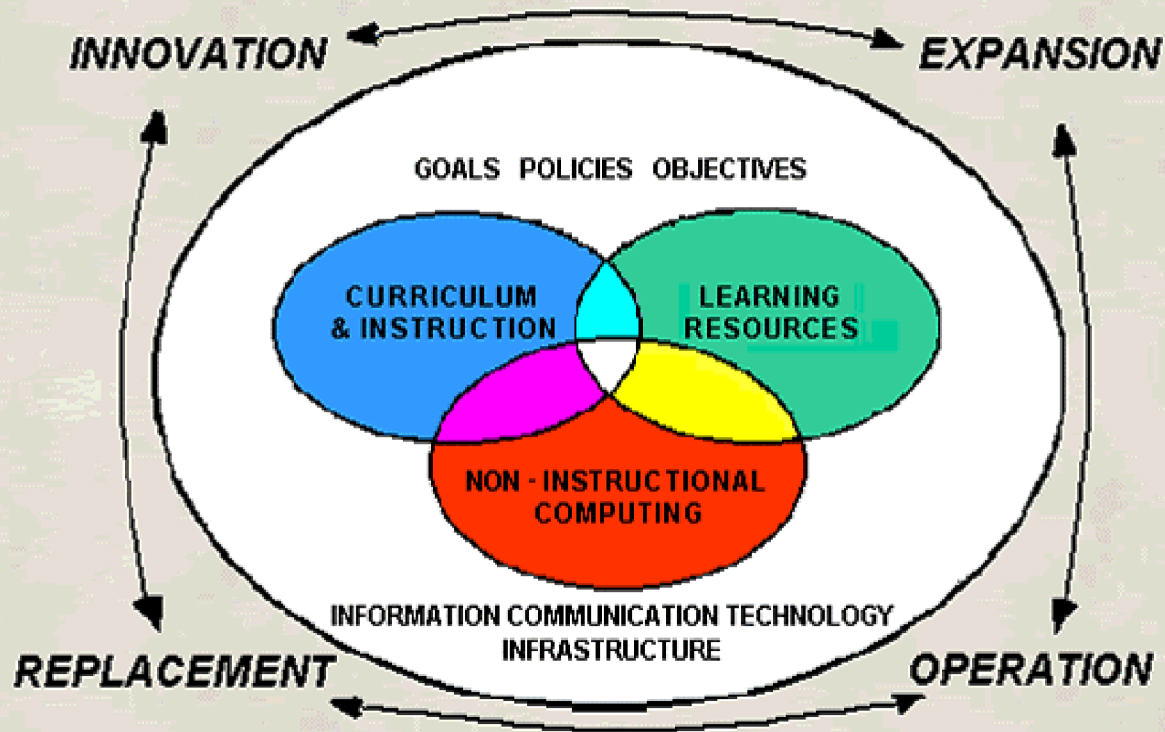 INNOVATION
EXPANSION
GOALS POLICIES OBJECTIVES
CURRICULUM
& INSTRUCTION
LEARNING
RESOURCES
NON - INSTRUCTIONAL
COMPUTING
INFORMATION COMMUNICATION TECHNOLOGY
INFRASTRUCTURE
REPLACEMENT
OPERATION